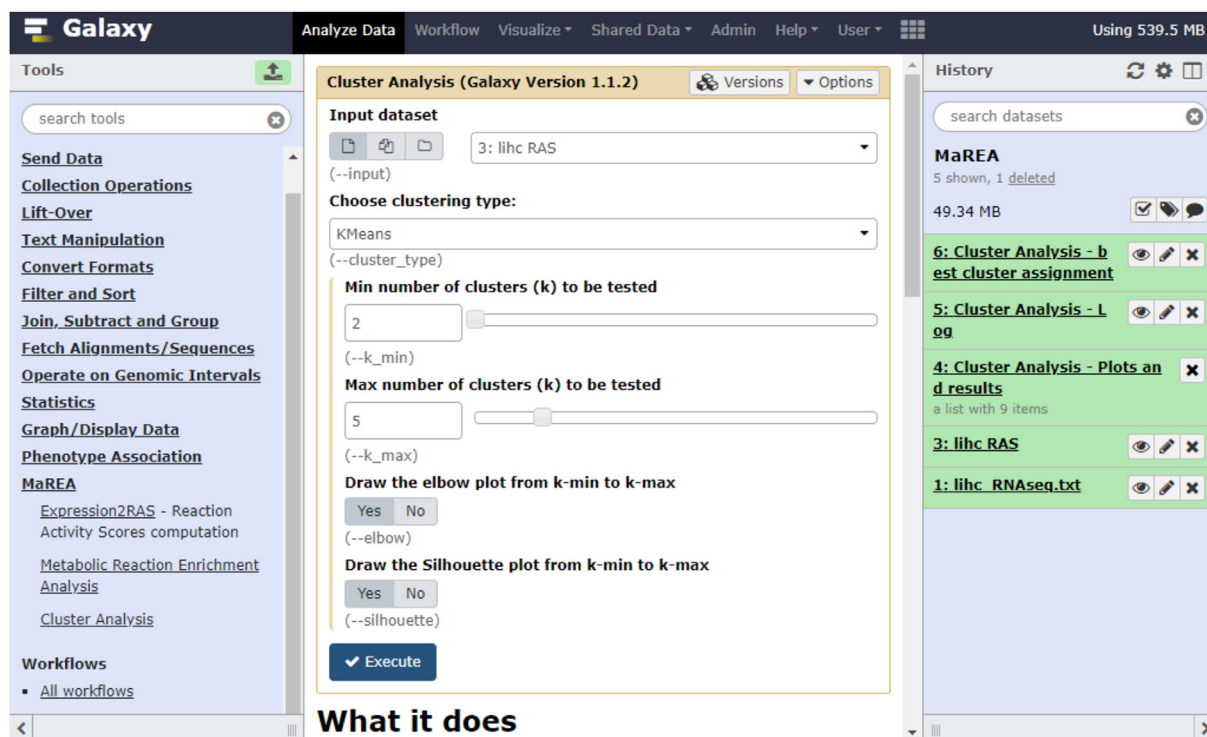 Galaxy
Analyze Data Workflow Visualize Shared Data Admin Help User
Using 539.5 MB
Tools
search tools
Send Data
Collection Operations
Lift-Over
Text Manipulation
Convert Formats
Filter and Sort
Join, Subtract and Group
Fetch Alignments/Sequences
Operate on Genomic Intervals
Statistics
Graph/Display Data
Phenotype Association
MaREA
Expression2RAS - Reaction
Activity Scores computation
Metabolic Reaction Enrichment
Analysis
Cluster Analysis
Workflows
All workflows
Cluster Analysis (Galaxy Version 1.1.2)
Versions
Options
Input dataset
3: lihc RAS
(--input)
Choose clustering type:
KMeans
(--cluster_type)
Min number of clusters (k) to be tested
2
(--k_min)
Max number of clusters (k) to be tested
5
(--k_max)
Draw the elbow plot from k-min to k-max
Yes No
(--elbow)
Draw the Silhouette plot from k-min to k-max
Yes No
(--silhouette)
Execute
What it does
History
search datasets
MaREA
5 shown, 1 deleted
49.34 MB
6: Cluster Analysis - b
est cluster assignment
5: Cluster Analysis - L
og
4: Cluster Analysis - Plots an
d results
a list with 9 items
3: lihc RAS
1: lihc_RNAseq.txt